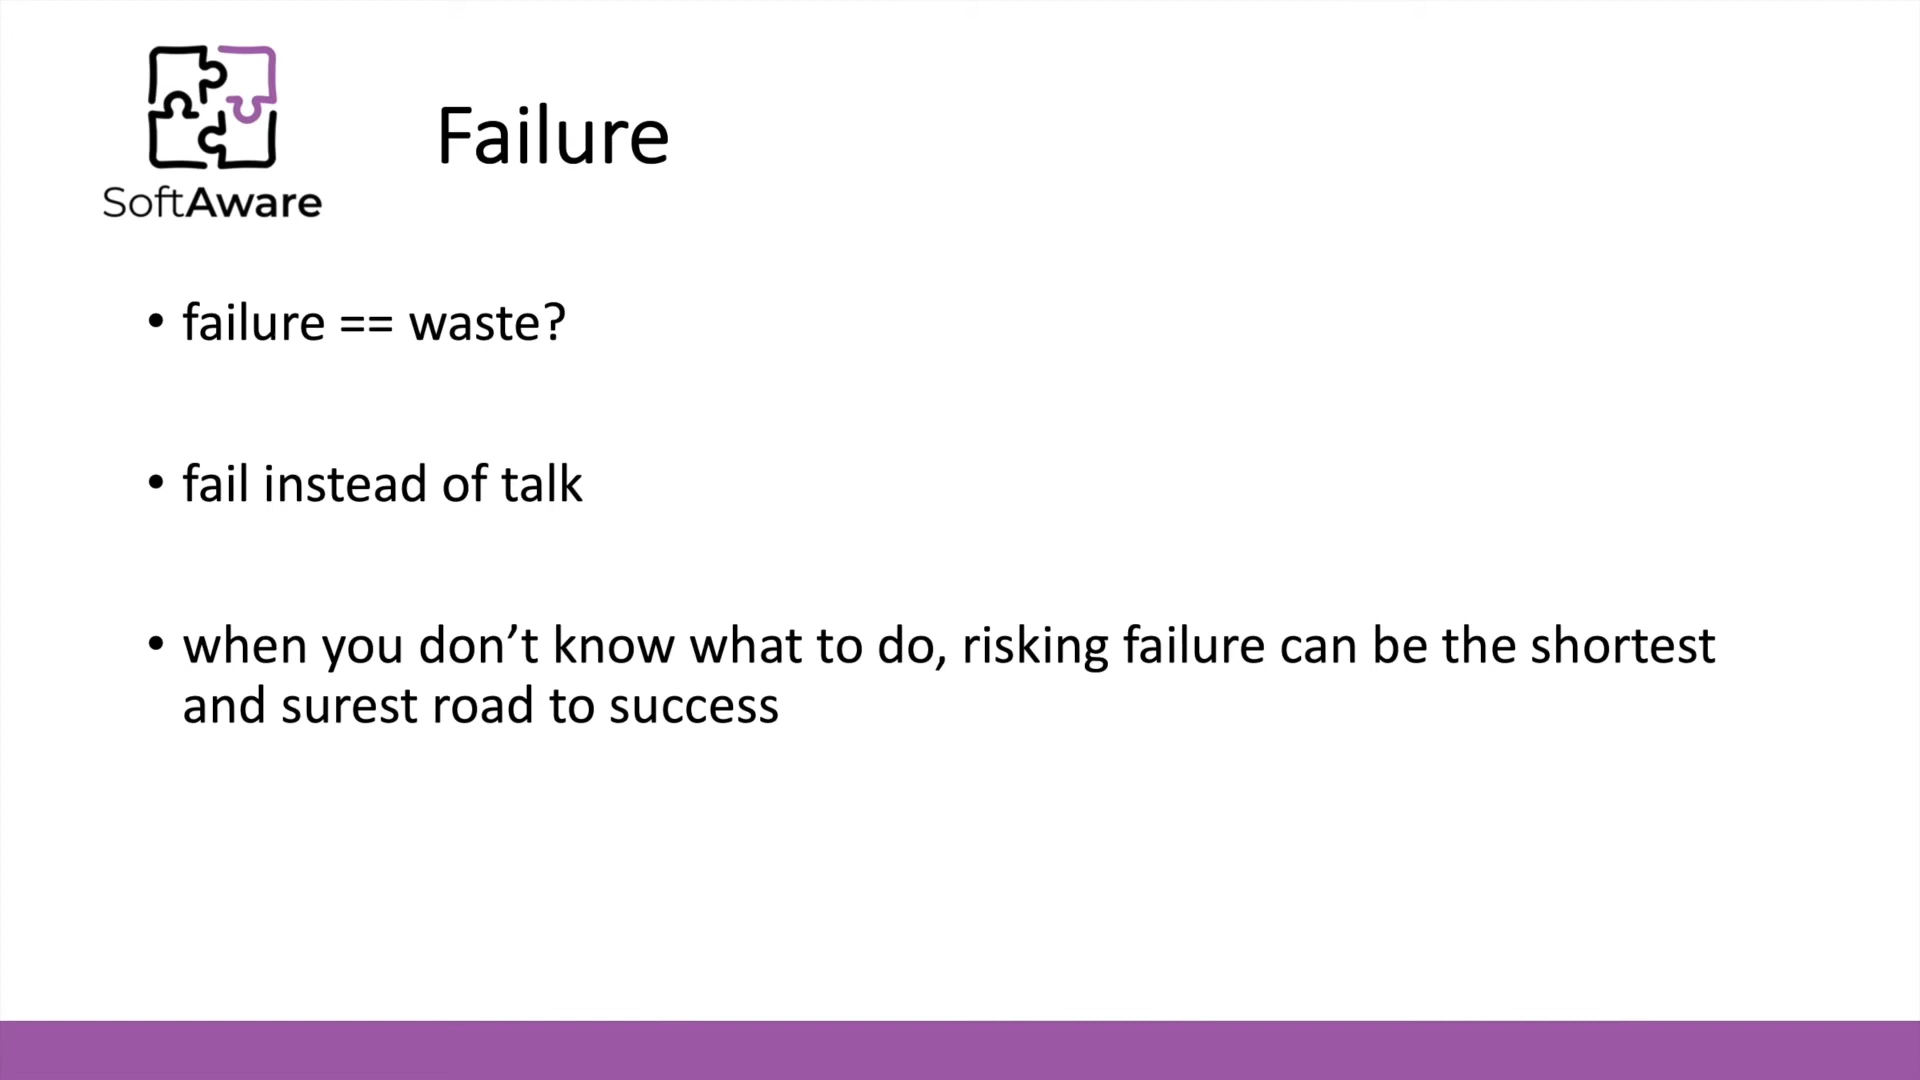 SoftAware
Failure
• failure == waste?
• fail instead of talk
• when you don’t know what to do, risking failure can be the shortest
and surest road to success